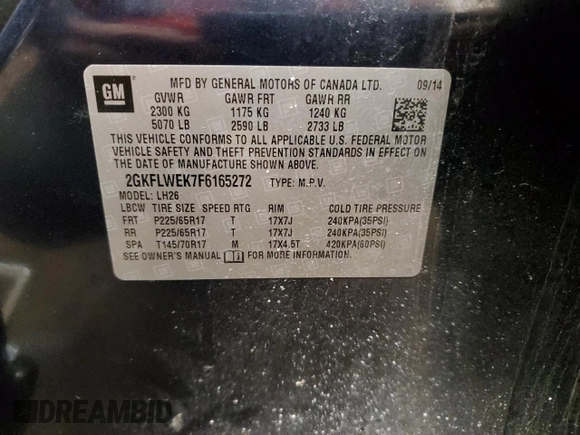 GM
MFD BY GENERAL MOTORS OF CANADA LTD. 09/14
GVWR GAWR FRT GAWR RR
2300 KG 1175 KG 1240 KG
5070 LB 2590 LB 2733 LB
THIS VEHICLE CONFORMS TO ALL APPLICABLE U.S. FEDERAL MOTOR
VEHICLE SAFETY AND THEFT PREVENTION STANDARDS IN EFFECT ON
THE DATE OF MANUFACTURE SHOWN ABOVE.
2GKFLWEK7F6165272 TYPE: M.P.V.
MODEL: LH26
LBCW TIRE SIZE SPEED RTG RIM COLD TIRE PRESSURE
FRT P225/65R17 T 17X7J 240KPA(35PSI)
RR P225/65R17 T 17X7J 240KPA(35PSI)
SPA T145/70R17 M 17X4.5T 420KPA(60PSI)
SEE OWNER'S MANUAL FOR MORE INFORMATION.
DREAMBID